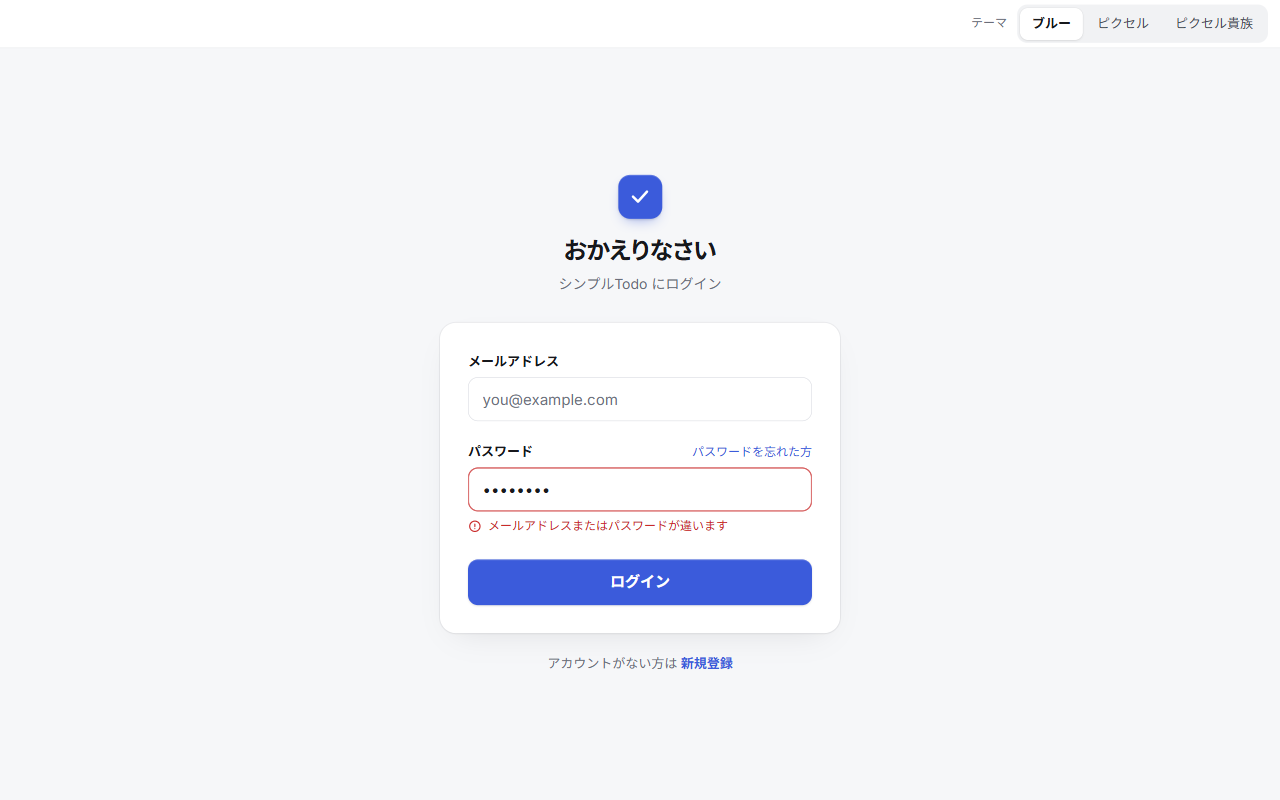 テーマ ブルー ピクセル ピクセル貴族
おかえりなさい
シンプルTodo にログイン
メールアドレス
you@example.com
パスワード パスワードを忘れた方
••••••••
メールアドレスまたはパスワードが違います
ログイン
アカウントがない方は 新規登録